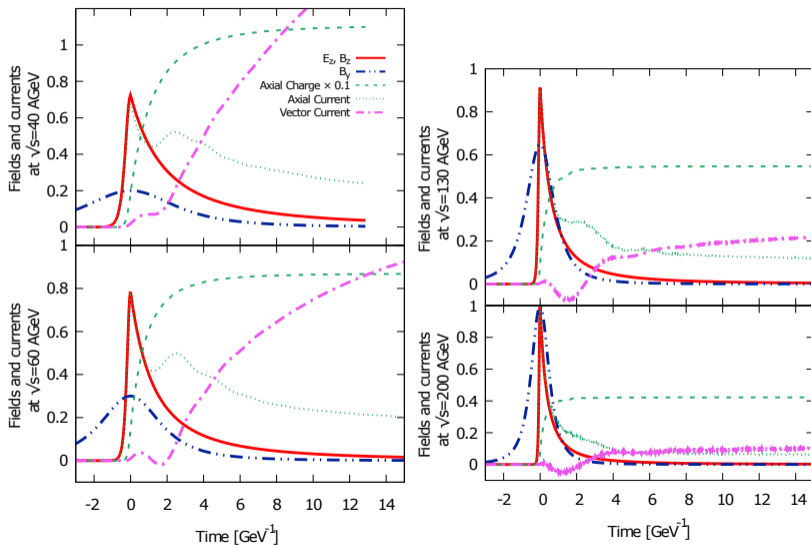 Fields and currents
at √s=40 AGeV
1
0.8
0.6
0.4
0.2
0
E_z, B_z
B_y
Axial Charge × 0.1
Axial Current
Vector Current
Fields and currents
at √s=60 AGeV
1
0.8
0.6
0.4
0.2
0
-2 0 2 4 6 8 10 12 14
Time [GeV⁻¹]
Fields and currents
at √s=130 AGeV
1
0.8
0.6
0.4
0.2
0
Fields and currents
at √s=200 AGeV
1
0.8
0.6
0.4
0.2
0
-2 0 2 4 6 8 10 12 14
Time [GeV⁻¹]